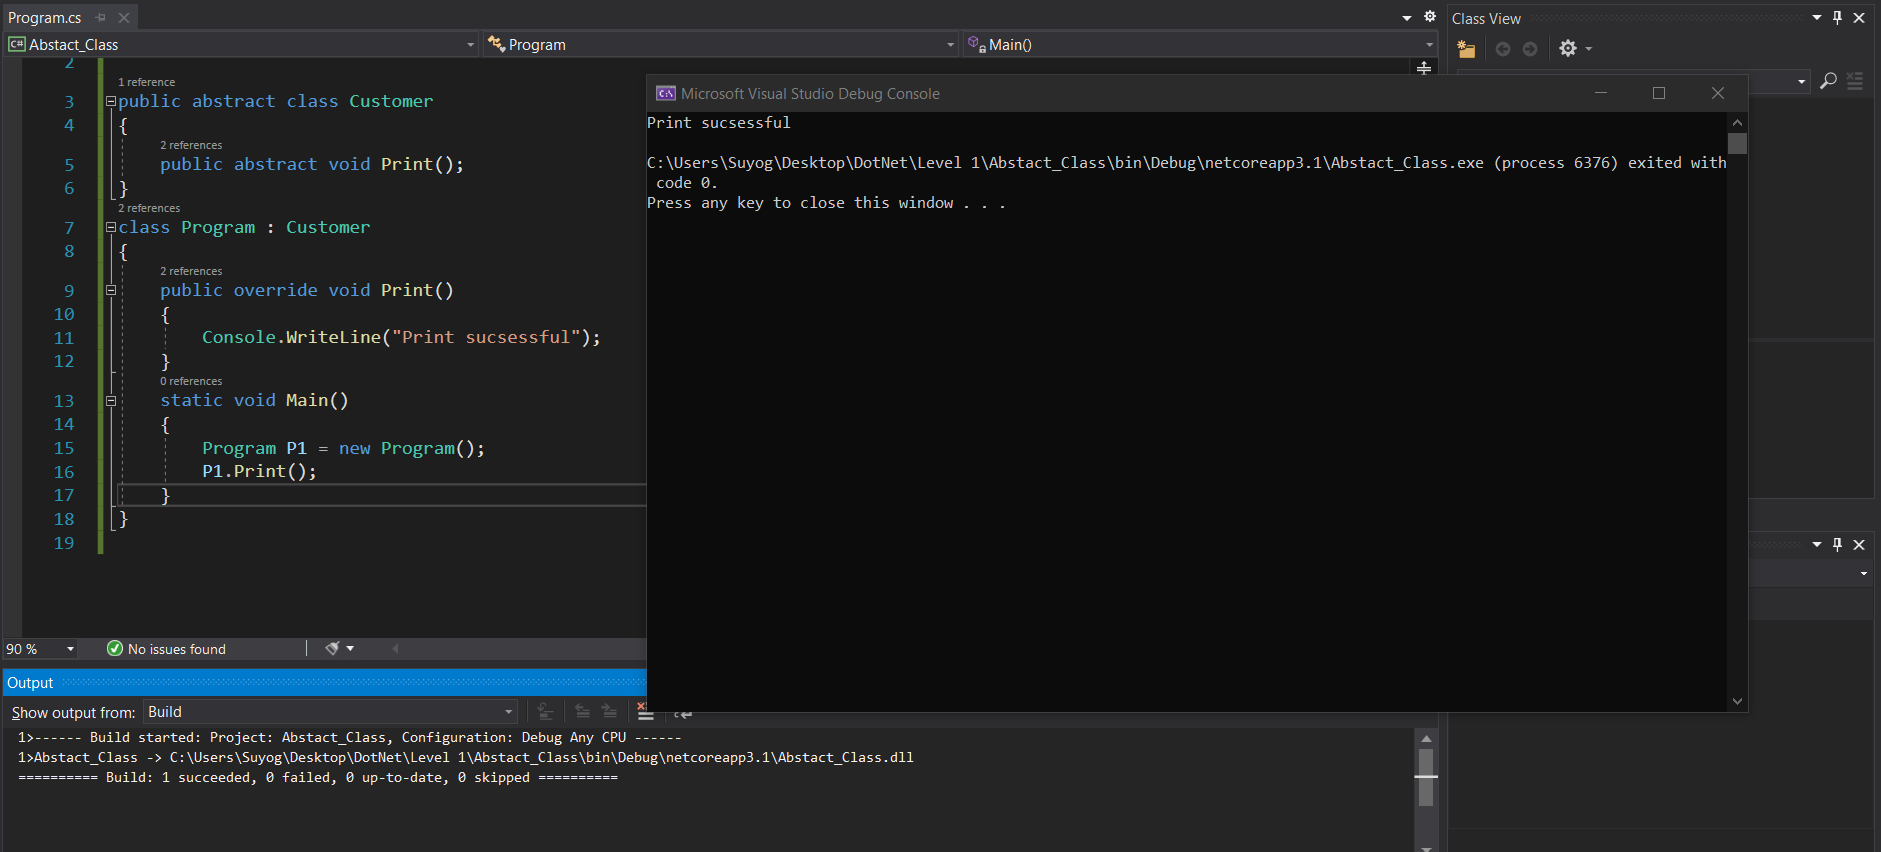 Program.cs
Abstact_Class
Program
Main()
2
1 reference
3 public abstract class Customer
4 {
2 references
5 public abstract void Print();
6 }
2 references
7 class Program : Customer
8 {
2 references
9 public override void Print()
10 {
11 Console.WriteLine("Print sucsessful");
12 }
0 references
13 static void Main()
14 {
15 Program P1 = new Program();
16 P1.Print();
17 }
18 }
19
90 %
No issues found
Microsoft Visual Studio Debug Console
Print sucsessful
C:\Users\Suyog\Desktop\DotNet\Level 1\Abstact_Class\bin\Debug\netcoreapp3.1\Abstact_Class.exe (process 6376) exited with
code 0.
Press any key to close this window . . .
Class View
Output
Show output from: Build
1>------ Build started: Project: Abstact_Class, Configuration: Debug Any CPU ------
1>Abstact_Class -> C:\Users\Suyog\Desktop\DotNet\Level 1\Abstact_Class\bin\Debug\netcoreapp3.1\Abstact_Class.dll
========== Build: 1 succeeded, 0 failed, 0 up-to-date, 0 skipped ==========